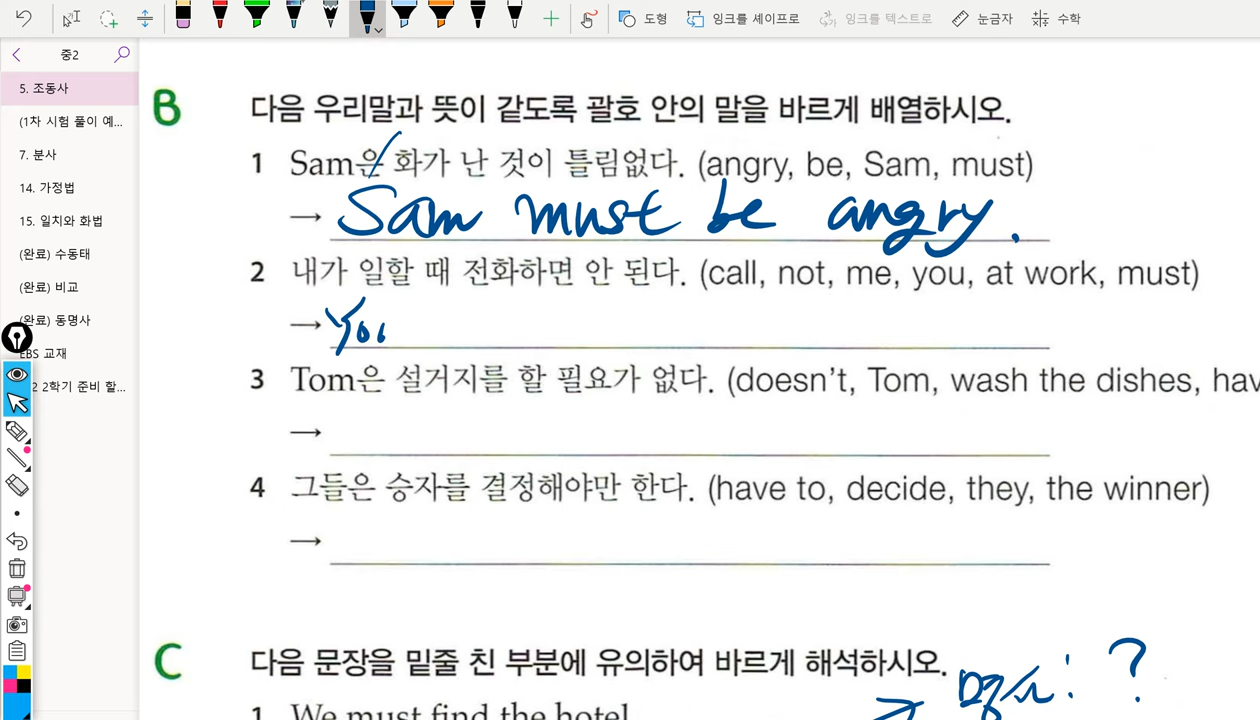 도형 잉크를 셰이프로 잉크를 텍스트로 눈금자 수학
중2
5. 조동사
(1차 시험 풀이 예...
7. 분사
14. 가정법
15. 일치와 화법
(완료) 수동태
(완료) 비교
(완료) 동명사
EBS 교재
2 2학기 준비 할...
B 다음 우리말과 뜻이 같도록 괄호 안의 말을 바르게 배열하시오.
1 Sam은 화가 난 것이 틀림없다. (angry, be, Sam, must)
→ Sam must be angry.
2 내가 일할 때 전화하면 안 된다. (call, not, me, you, at work, must)
→ You
3 Tom은 설거지를 할 필요가 없다. (doesn't, Tom, wash the dishes, hav
→
4 그들은 승자를 결정해야만 한다. (have to, decide, they, the winner)
→
C 다음 문장을 밑줄 친 부분에 유의하여 바르게 해석하시오.
1 We must find the hotel
→ ?